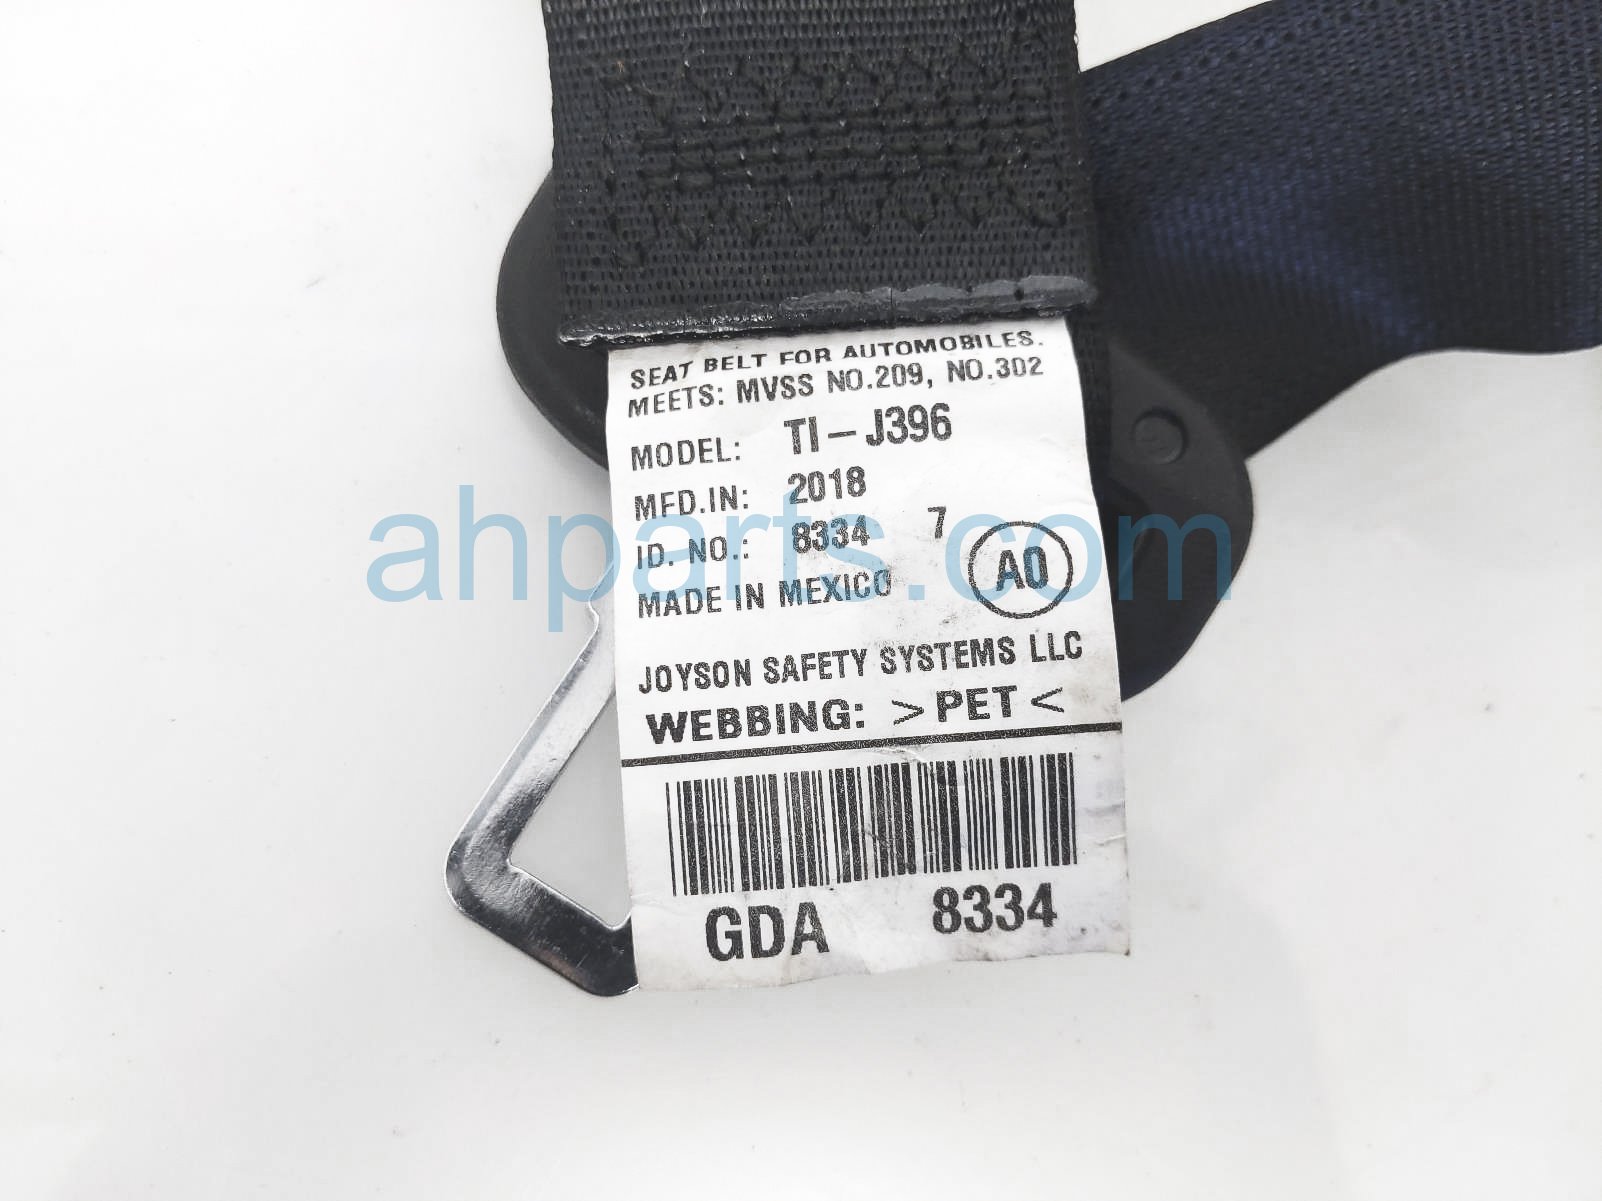 SEAT BELT FOR AUTOMOBILES.
MEETS: MVSS NO.209, NO.302
MODEL: TI-J396
MFD.IN: 2018
ID. NO.: 8334 7
MADE IN MEXICO A0
JOYSON SAFETY SYSTEMS LLC
WEBBING: >PET<
GDA 8334
ahparts.com